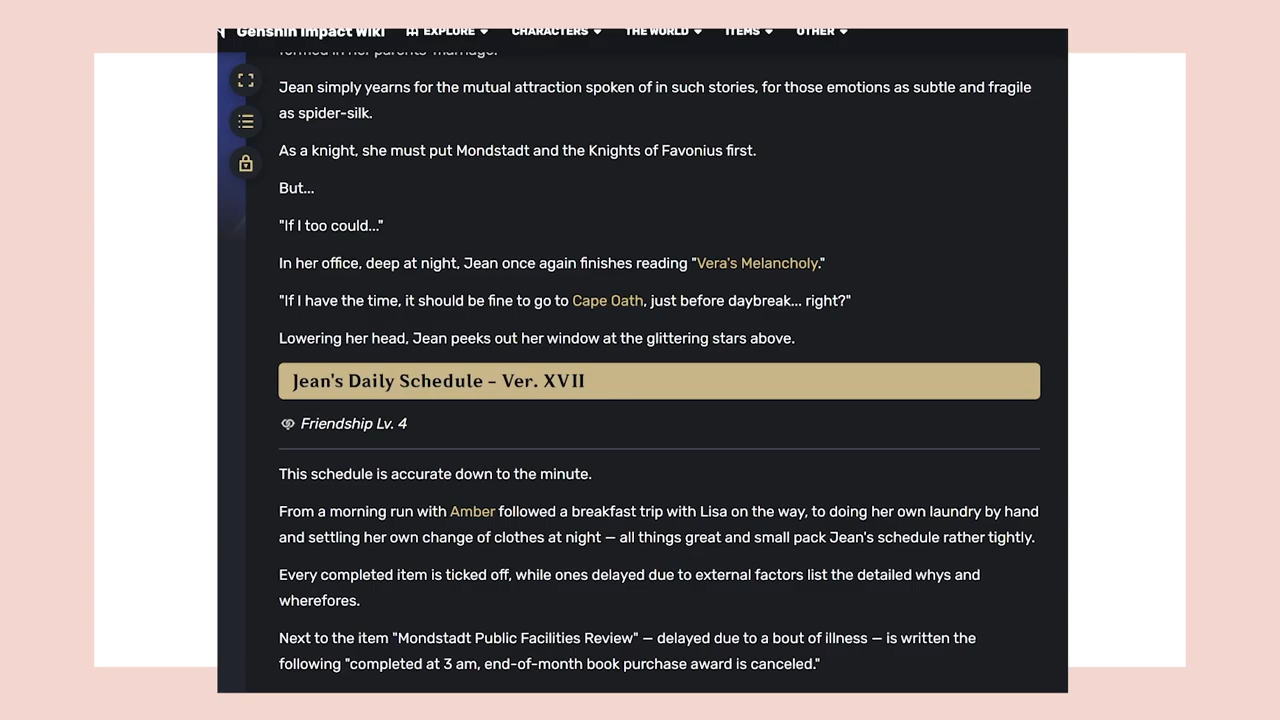 Genshin Impact Wiki EXPLORE CHARACTERS THE WORLD ITEMS OTHER
formed in her parents' marriage.
Jean simply yearns for the mutual attraction spoken of in such stories, for those emotions as subtle and fragile
as spider-silk.
As a knight, she must put Mondstadt and the Knights of Favonius first.
But...
"If I too could..."
In her office, deep at night, Jean once again finishes reading "Vera's Melancholy."
"If I have the time, it should be fine to go to Cape Oath, just before daybreak... right?"
Lowering her head, Jean peeks out her window at the glittering stars above.
Jean's Daily Schedule – Ver. XVII
Friendship Lv. 4
This schedule is accurate down to the minute.
From a morning run with Amber followed a breakfast trip with Lisa on the way, to doing her own laundry by hand
and settling her own change of clothes at night — all things great and small pack Jean's schedule rather tightly.
Every completed item is ticked off, while ones delayed due to external factors list the detailed whys and
wherefores.
Next to the item "Mondstadt Public Facilities Review" — delayed due to a bout of illness — is written the
following "completed at 3 am, end-of-month book purchase award is canceled."